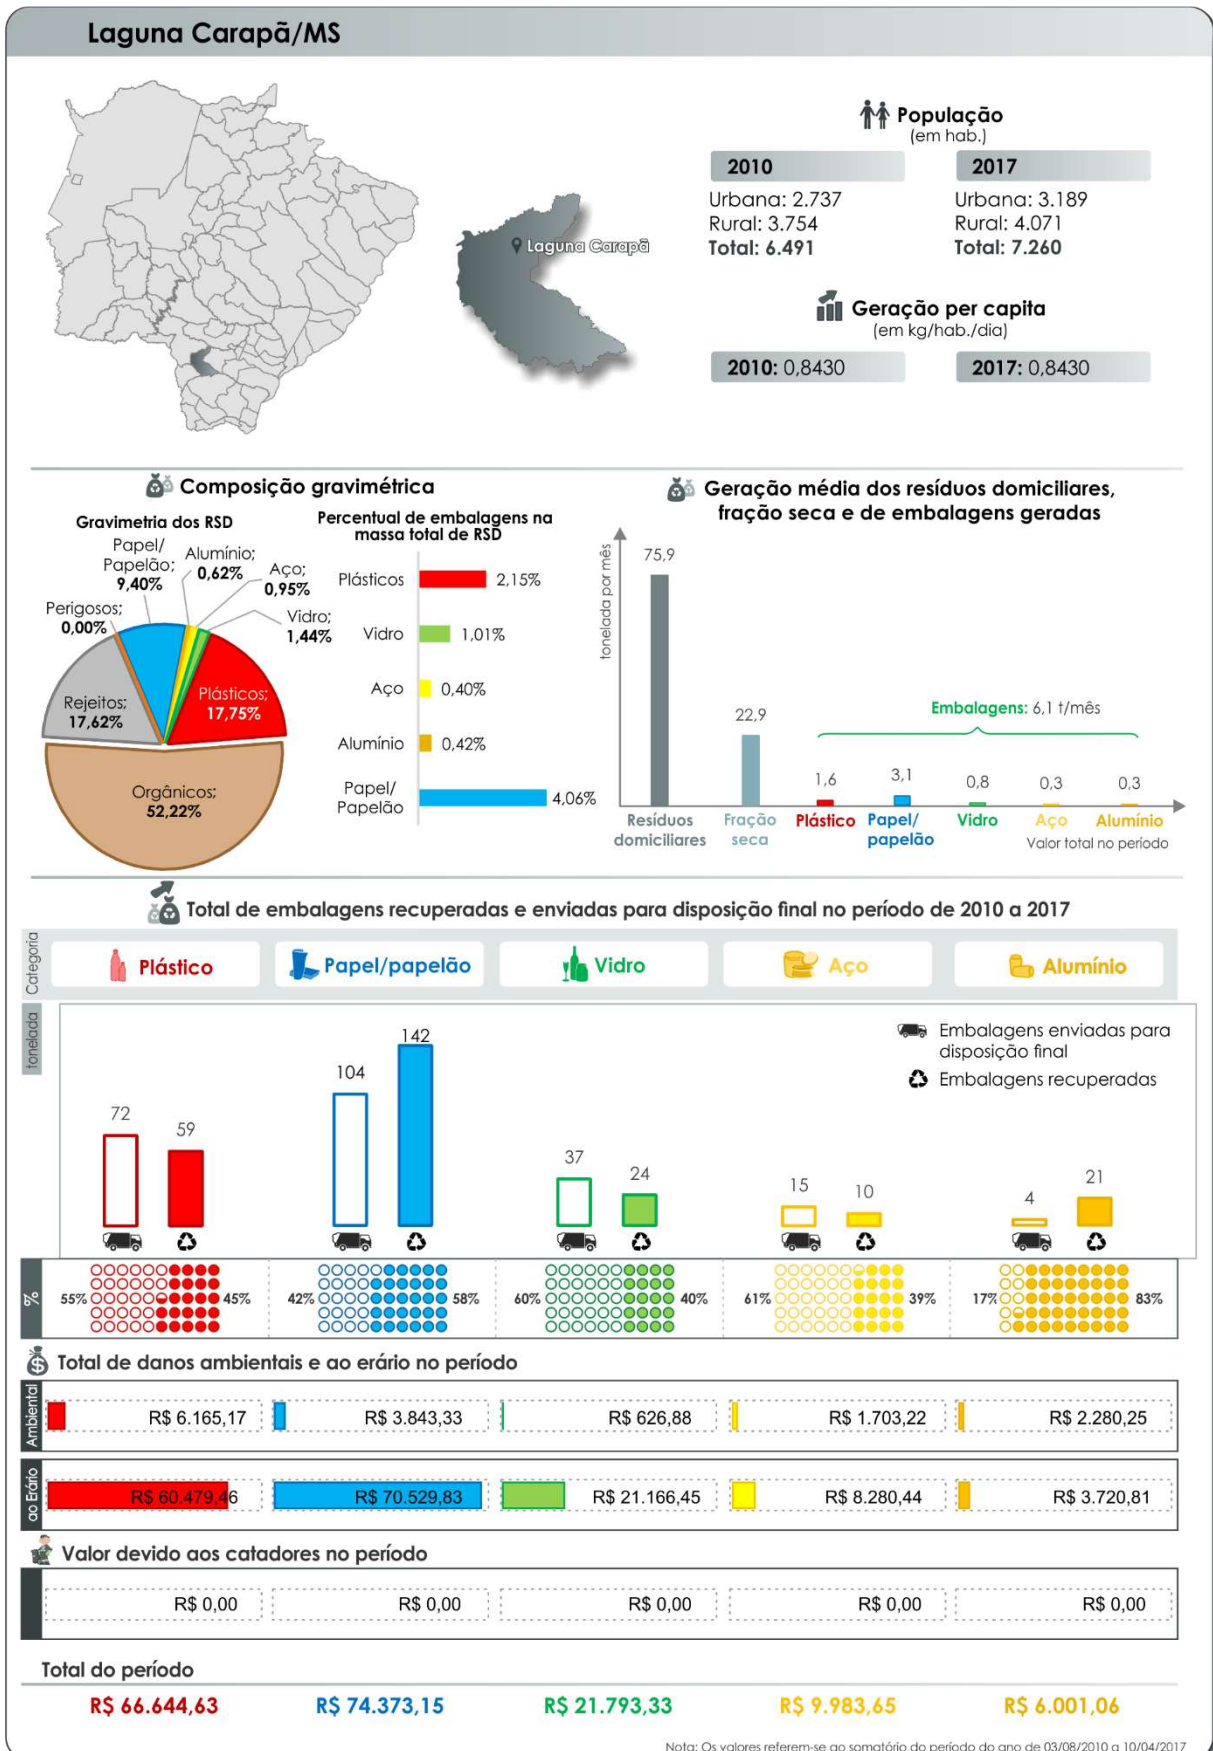 Laguna Carapã/MS
População
(em hab.)
2010
2017
Urbana: 2.737
Rural: 3.754
Total: 6.491
Urbana: 3.189
Rural: 4.071
Total: 7.260
Laguna Carapã
Geração per capita
(em kg/hab./dia)
2010: 0,8430
2017: 0,8430
Composição gravimétrica
Gravimetria dos RSD
Papel/
Papelão;
9,40%
Alumínio;
0,62%
Aço;
0,95%
Perigosos;
0,00%
Vidro;
1,44%
Rejeitos;
17,62%
Plásticos;
17,75%
Orgânicos;
52,22%
Percentual de embalagens na
massa total de RSD
Plásticos 2,15%
Vidro 1,01%
Aço 0,40%
Alumínio 0,42%
Papel/
Papelão
4,06%
Geração média dos resíduos domiciliares,
fração seca e de embalagens geradas
tonelada por mês
75,9
22,9
Embalagens: 6,1 t/mês
1,6
3,1
0,8
0,3
0,3
Resíduos
domiciliares
Fração
seca
Plástico
Papel/
papelão
Vidro
Aço
Alumínio
Valor total no período
Total de embalagens recuperadas e enviadas para disposição final no período de 2010 a 2017
Categoria
Plástico
Papel/papelão
Vidro
Aço
Alumínio
tonelada
Embalagens enviadas para
disposição final
Embalagens recuperadas
72
59
104
142
37
24
15
10
4
21
%
55%
45%
42%
58%
60%
40%
61%
39%
17%
83%
Total de danos ambientais e ao erário no período
Ambiental
R$ 6.165,17
R$ 3.843,33
R$ 626,88
R$ 1.703,22
R$ 2.280,25
ao Erário
R$ 60.479,46
R$ 70.529,83
R$ 21.166,45
R$ 8.280,44
R$ 3.720,81
Valor devido aos catadores no período
R$ 0,00
R$ 0,00
R$ 0,00
R$ 0,00
R$ 0,00
Total do período
R$ 66.644,63
R$ 74.373,15
R$ 21.793,33
R$ 9.983,65
R$ 6.001,06
Nota: Os valores referem-se ao somatório do período do ano de 03/08/2010 a 10/04/2017